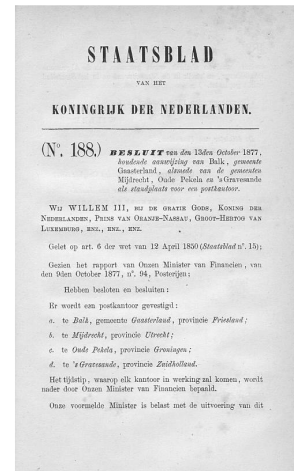 STAATSBLAD
VAN HET
KONINGRIJK DER NEDERLANDEN.
(N°. 188.) BESLUIT van den 13den October 1877,
houdende aanwijzing van Balk, gemeente
Gaasterland, alsmede van de gemeenten
Mijdrecht, Oude Pekela en 's Gravesande
als standplaats voor een postkantoor.
WIJ WILLEM III, BIJ DE GRATIE GODS, KONING DER
NEDERLANDEN, PRINS VAN ORANJE-NASSAU, GROOT-HERTOG VAN
LUXEMBURG, ENZ., ENZ., ENZ.
Gelet op art. 6 der wet van 12 April 1850 (Staatsblad n°. 15);
Gezien het rapport van Onzen Minister van Financien, van
den 9den October 1877, n°. 94, Posterijen;
Hebben besloten en besluiten:
Er wordt een postkantoor gevestigd:
a. te Balk, gemeente Gaasterland, provincie Friesland;
b. te Mijdrecht, provincie Utrecht;
c. te Oude Pekela, provincie Groningen;
d. te 's Gravesande, provincie Zuidholland.
Het tijdstip, waarop elk kantoor in werking zal komen, wordt
nader door Onzen Minister van Financien bepaald.
Onze voormelde Minister is belast met de uitvoering van dit